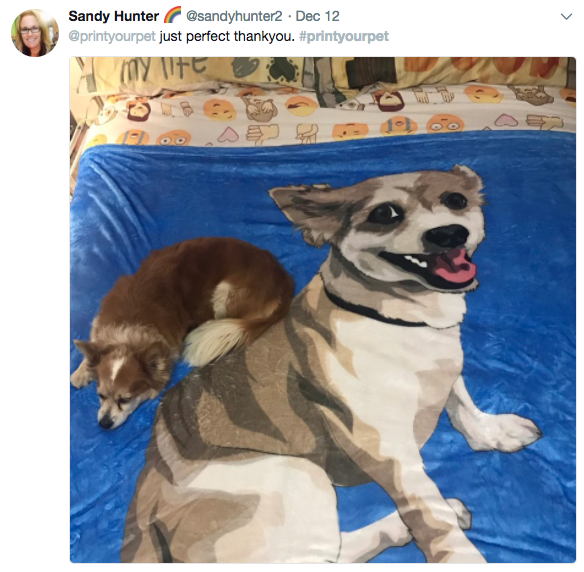 Sandy Hunter 🌈 @sandyhunter2 · Dec 12
@printyourpet just perfect thankyou. #printyourpet
my life